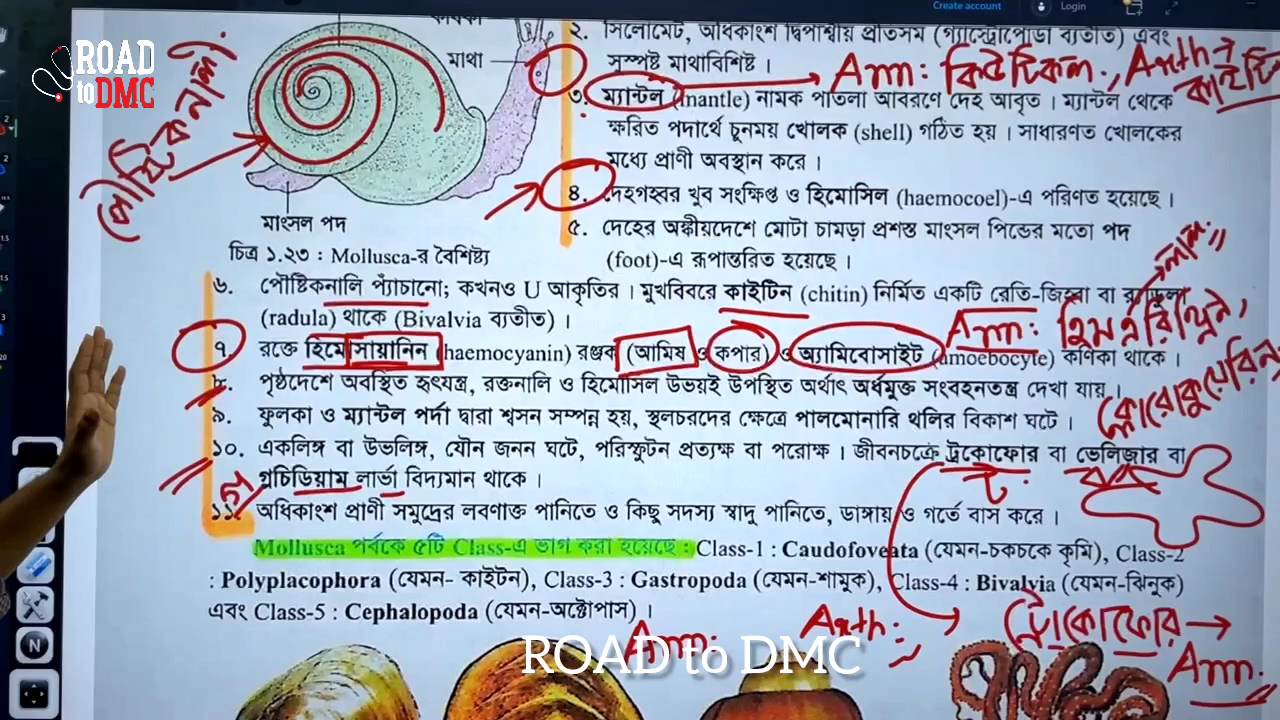 Create account
Login
ROAD
to DMC
মাথা
মাংসল পদ
চিত্র ১.২৩ : Mollusca-র বৈশিষ্ট্য
পৌষ্টিক নালী.
২. সিলোমেট, অধিকাংশ দ্বিপার্শ্বীয় প্রতিসম (গ্যাস্ট্রোপোডা ব্যতীত) এবং
সুস্পষ্ট মাথাবিশিষ্ট ।
Ann: কিউটিকল., Arth →
কাইটি
৩. ম্যান্টল (mantle) নামক পাতলা আবরণে দেহ আবৃত । ম্যান্টল থেকে
ক্ষরিত পদার্থে চুনময় খোলক (shell) গঠিত হয় । সাধারণত খোলকের
মধ্যে প্রাণী অবস্থান করে ।
৪. দেহগহ্বর খুব সংক্ষিপ্ত ও হিমোসিল (haemocoel)-এ পরিণত হয়েছে ।
৫. দেহের অঙ্কীয়দেশে মোটা চামড়া প্রশস্ত মাংসল পিন্ডের মতো পদ
(foot)-এ রূপান্তরিত হয়েছে ।
৬. পৌষ্টিকনালি প্যাঁচানো; কখনও U আকৃতির । মুখবিবরে কাইটিন (chitin) নির্মিত একটি রেতি-জিহ্বা বা র‍্যাডুলা
(radula) থাকে (Bivalvia ব্যতীত) ।
লাল:
Ann: হিমএরিথ্রিন,
৭. রক্তে হিমোসায়ানিন (haemocyanin) রঞ্জক (আমিষ ও কপার) ও অ্যামিবোসাইট (amoebocyte) কণিকা থাকে ।
৮. পৃষ্ঠদেশে অবস্থিত হৃৎযন্ত্র, রক্তনালি ও হিমোসিল উভয়ই উপস্থিত অর্থাৎ অর্ধমুক্ত সংবহনতন্ত্র দেখা যায় ।
ক্লোরোক্রুয়োরিন
৯. ফুলকা ও ম্যান্টল পর্দা দ্বারা শ্বসন সম্পন্ন হয়, স্থলচরদের ক্ষেত্রে পালমোনারি থলির বিকাশ ঘটে ।
১০. একলিঙ্গ বা উভলিঙ্গ, যৌন জনন ঘটে, পরিস্ফুটন প্রত্যক্ষ বা পরোক্ষ । জীবনচক্রে ট্রকোফোর বা ভেলিজার বা
গ্লচিডিয়াম লার্ভা বিদ্যমান থাকে ।
১১. অধিকাংশ প্রাণী সমুদ্রের লবণাক্ত পানিতে ও কিছু সদস্য স্বাদু পানিতে, ডাঙ্গায় ও গর্তে বাস করে ।
Mollusca পর্বকে ৫টি Class-এ ভাগ করা হয়েছে : Class-1 : Caudofoveata (যেমন-চকচকে কৃমি), Class-2
: Polyplacophora (যেমন- কাইটন), Class-3 : Gastropoda (যেমন-শামুক), Class-4 : Bivalvia (যেমন-ঝিনুক)
এবং Class-5 : Cephalopoda (যেমন-অক্টোপাস) ।
Ann:
Arth:
ট্রোকোফোর →
Ann:
ROAD to DMC